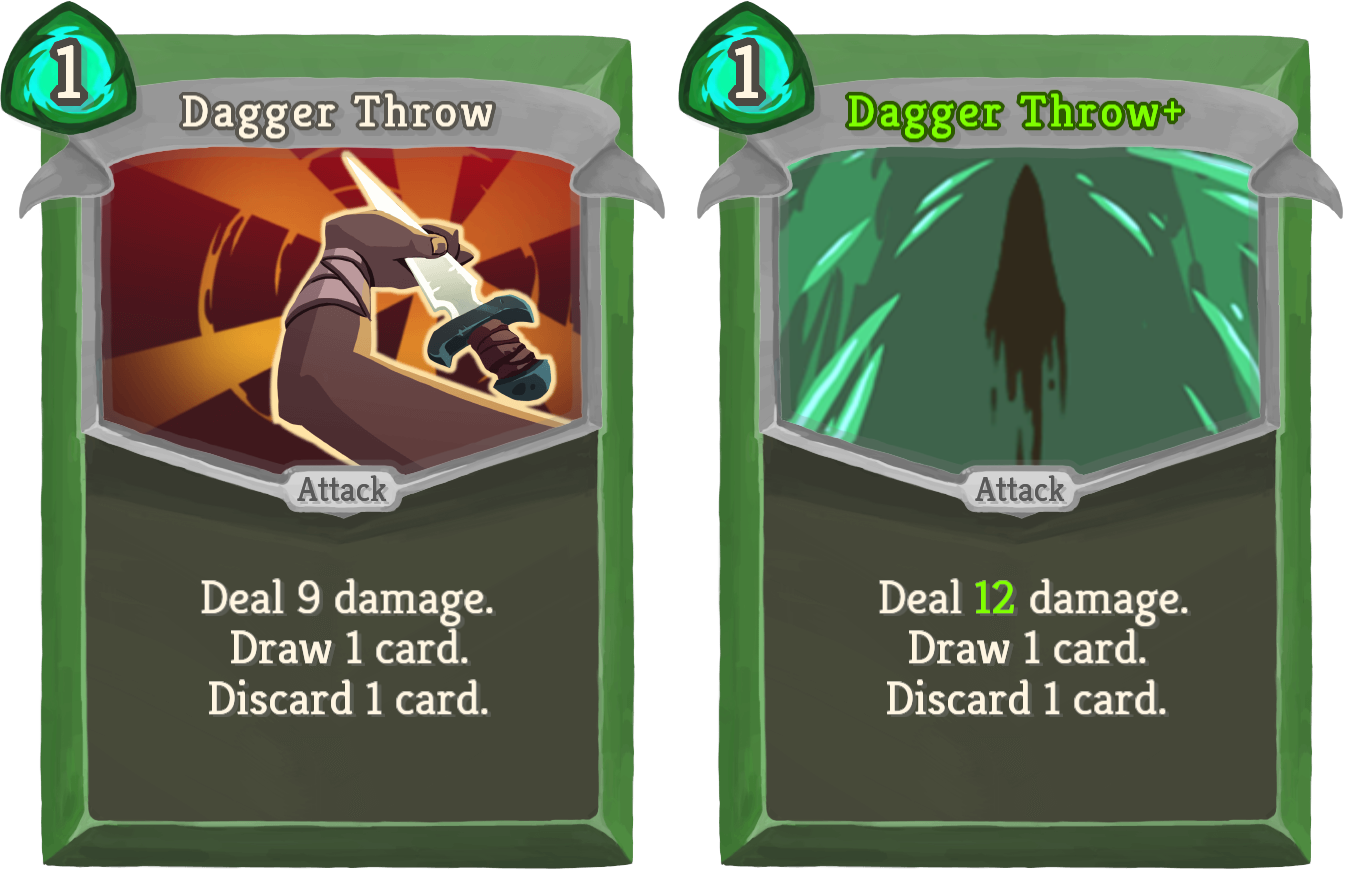 1
Dagger Throw
Attack
Deal 9 damage.
Draw 1 card.
Discard 1 card.
1
Dagger Throw+
Attack
Deal 12 damage.
Draw 1 card.
Discard 1 card.